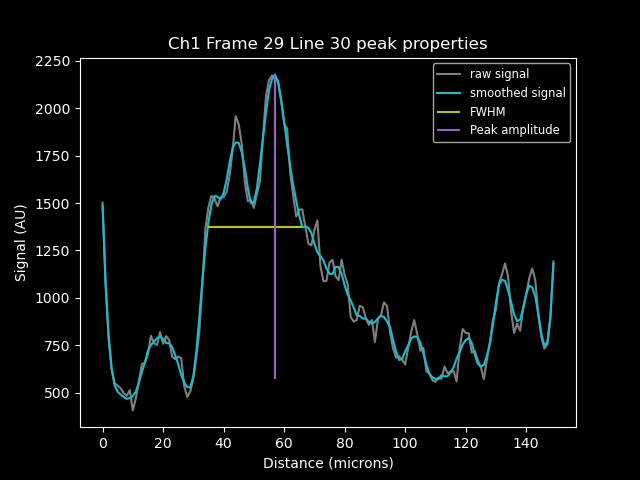 Ch1 Frame 29 Line 30 peak properties
raw signal
smoothed signal
FWHM
Peak amplitude
Signal (AU)
2250
2000
1750
1500
1250
1000
750
500
0 20 40 60 80 100 120 140
Distance (microns)